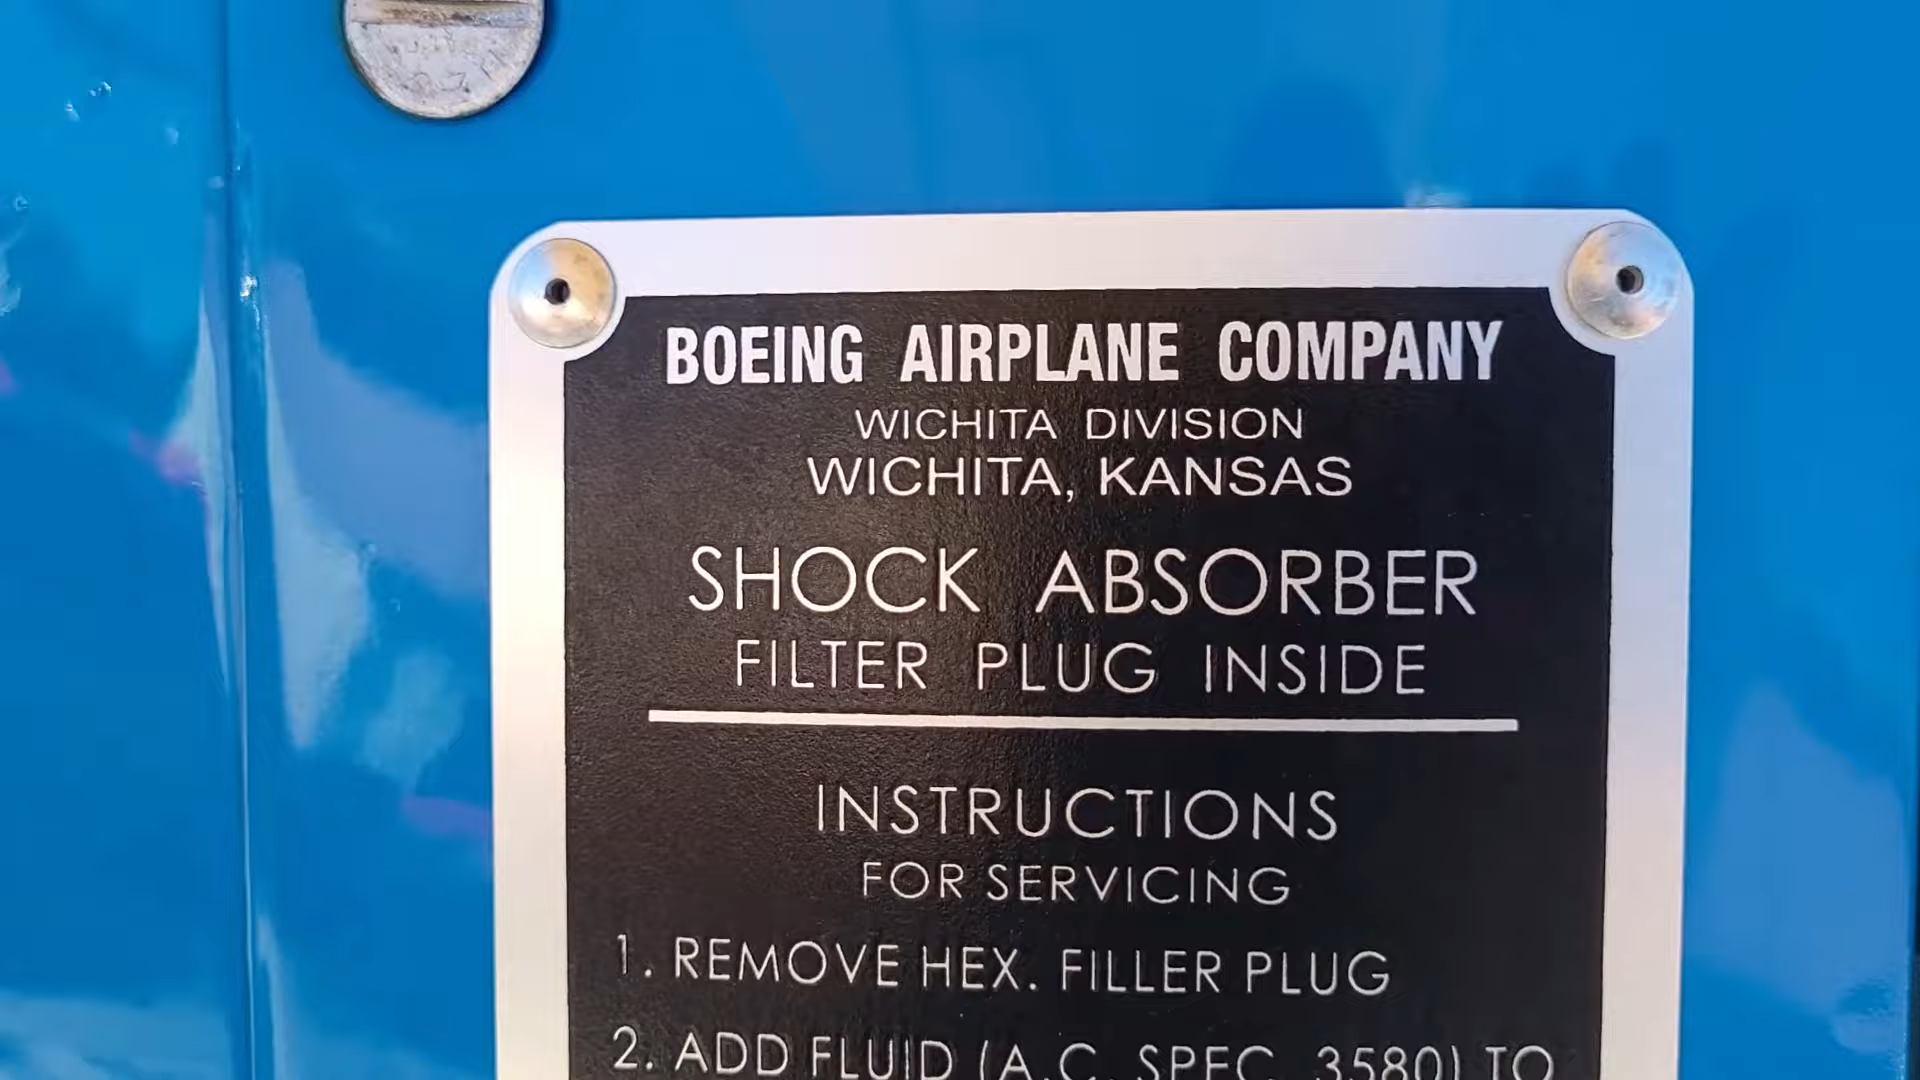 BOEING AIRPLANE COMPANY
WICHITA DIVISION
WICHITA, KANSAS
SHOCK ABSORBER
FILTER PLUG INSIDE
INSTRUCTIONS
FOR SERVICING
1. REMOVE HEX. FILLER PLUG
2. ADD FLUID (A.C. SPEC. 3580) TO